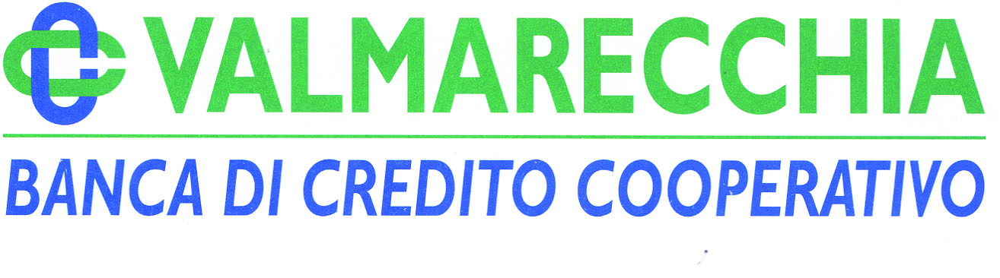 VALMARECCHIA
BANCA DI CREDITO COOPERATIVO